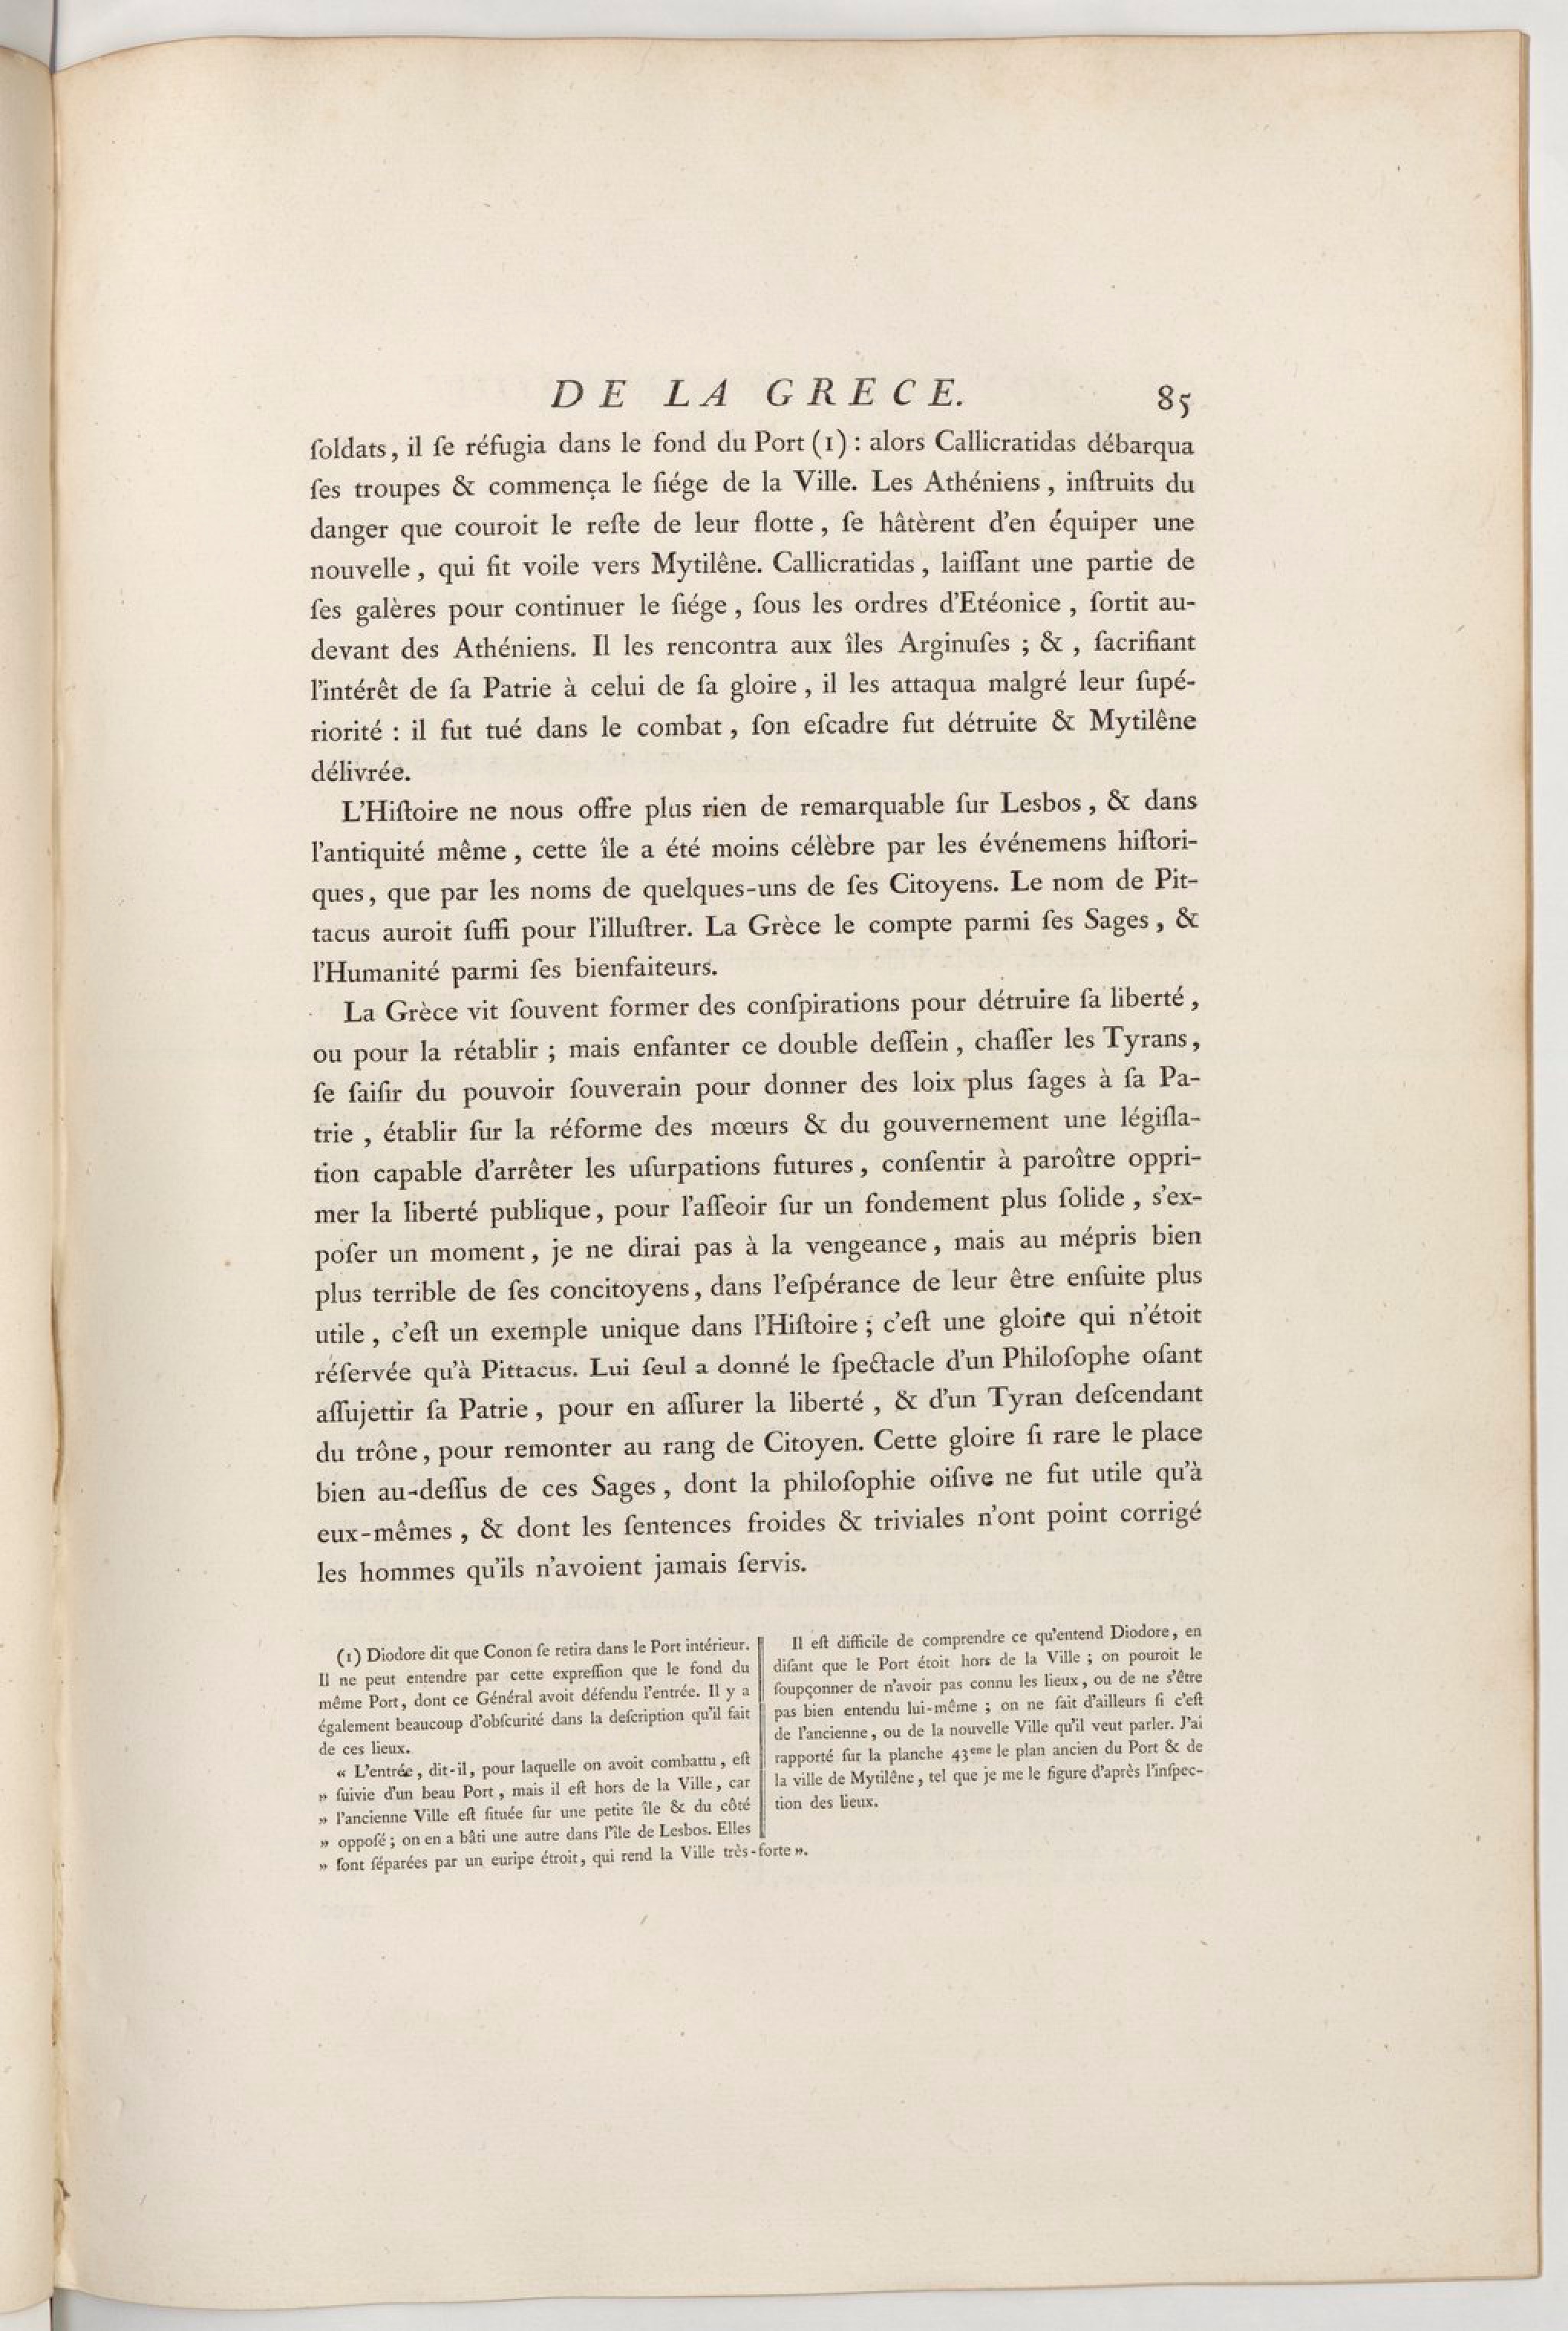 DE LA GRECE. 85
ſoldats, il ſe réfugia dans le fond du Port (1) : alors Callicratidas débarqua
ſes troupes & commença le ſiége de la Ville. Les Athéniens, inſtruits du
danger que couroit le reſte de leur flotte, ſe hâtèrent d'en équiper une
nouvelle, qui fit voile vers Mytilêne. Callicratidas, laiſſant une partie de
ſes galères pour continuer le ſiége, ſous les ordres d'Etéonice, ſortit au-
devant des Athéniens. Il les rencontra aux îles Arginuſes ; &, ſacrifiant
l'intérêt de ſa Patrie à celui de ſa gloire, il les attaqua malgré leur ſupé-
riorité : il fut tué dans le combat, ſon eſcadre fut détruite & Mytilêne
délivrée.
L'Hiſtoire ne nous offre plus rien de remarquable ſur Lesbos, & dans
l'antiquité même, cette île a été moins célèbre par les événemens hiſtori-
ques, que par les noms de quelques-uns de ſes Citoyens. Le nom de Pit-
tacus auroit ſuffi pour l'illuſtrer. La Grèce le compte parmi ſes Sages, &
l'Humanité parmi ſes bienfaiteurs.
La Grèce vit ſouvent former des conſpirations pour détruire ſa liberté,
ou pour la rétablir ; mais enfanter ce double deſſein, chaſſer les Tyrans,
ſe ſaiſir du pouvoir ſouverain pour donner des loix plus ſages à ſa Pa-
trie, établir ſur la réforme des mœurs & du gouvernement une légiſla-
tion capable d'arrêter les uſurpations futures, conſentir à paroître oppri-
mer la liberté publique, pour l'aſſeoir ſur un fondement plus ſolide, s'ex-
poſer un moment, je ne dirai pas à la vengeance, mais au mépris bien
plus terrible de ſes concitoyens, dans l'eſpérance de leur être enſuite plus
utile, c'eſt un exemple unique dans l'Hiſtoire ; c'eſt une gloire qui n'étoit
réſervée qu'à Pittacus. Lui ſeul a donné le ſpectacle d'un Philoſophe oſant
aſſujettir ſa Patrie, pour en aſſurer la liberté, & d'un Tyran deſcendant
du trône, pour remonter au rang de Citoyen. Cette gloire ſi rare le place
bien au-deſſus de ces Sages, dont la philoſophie oiſive ne fut utile qu'à
eux-mêmes, & dont les ſentences froides & triviales n'ont point corrigé
les hommes qu'ils n'avoient jamais ſervis.
(1) Diodore dit que Conon ſe retira dans le Port intérieur.
Il ne peut entendre par cette expreſſion que le fond du
même Port, dont ce Général avoit défendu l'entrée. Il y a
également beaucoup d'obſcurité dans la deſcription qu'il fait
de ces lieux.
« L'entrée, dit-il, pour laquelle on avoit combattu, eſt
» ſuivie d'un beau Port, mais il eſt hors de la Ville, car
» l'ancienne Ville eſt ſituée ſur une petite île & du côté
» oppoſé ; on en a bâti une autre dans l'île de Lesbos. Elles
» ſont ſéparées par un euripe étroit, qui rend la Ville très-forte ».
Il eſt difficile de comprendre ce qu'entend Diodore, en
diſant que le Port étoit hors de la Ville ; on pouroit le
ſoupçonner de n'avoir pas connu les lieux, ou de ne s'être
pas bien entendu lui-même ; on ne ſait d'ailleurs ſi c'eſt
de l'ancienne, ou de la nouvelle Ville qu'il veut parler. J'ai
rapporté ſur la planche 43eme le plan ancien du Port & de
la ville de Mytilêne, tel que je me le figure d'après l'inſpec-
tion des lieux.